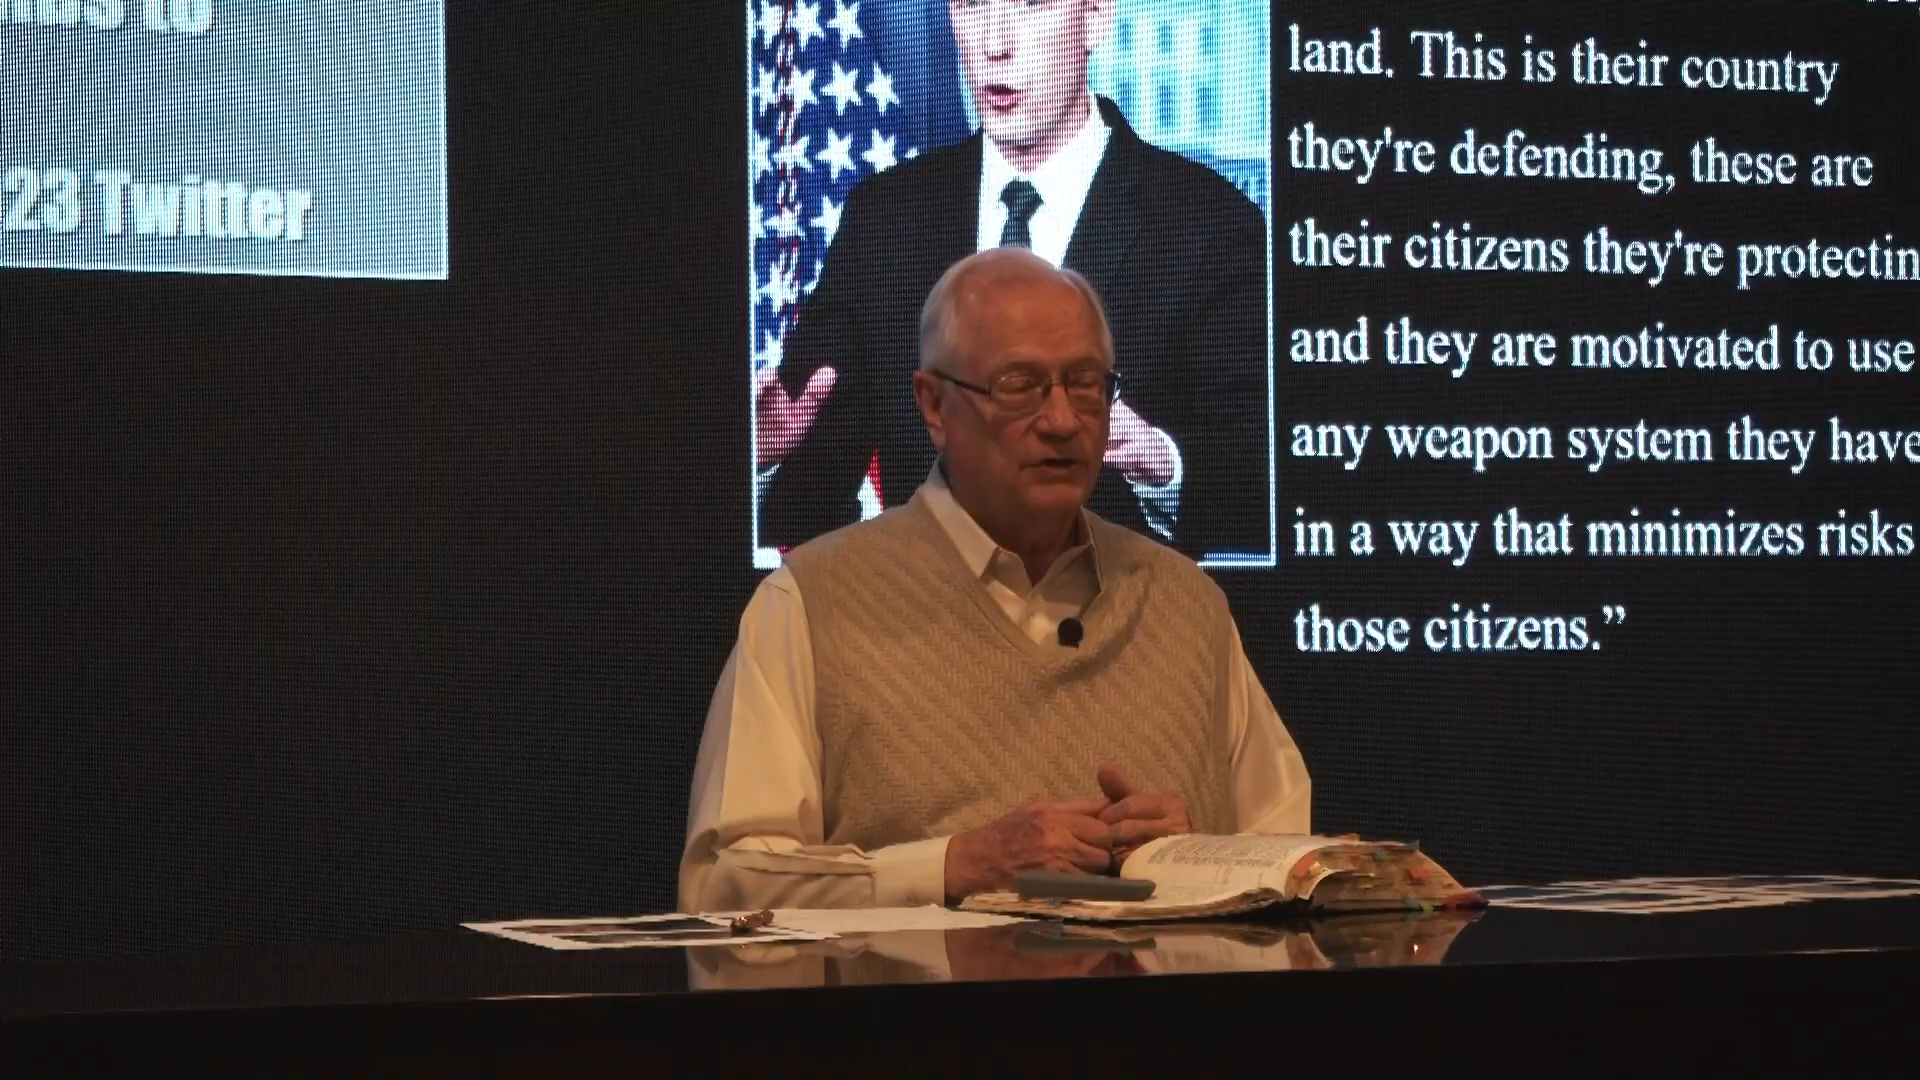 23 Twitter
land. This is their country
they're defending, these are
their citizens they're protectin
and they are motivated to use
any weapon system they have
in a way that minimizes risks
those citizens.”